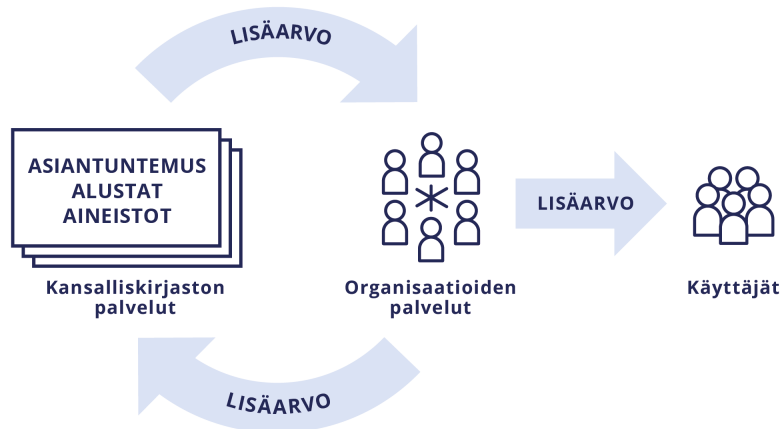 LISÄARVO
ASIANTUNTEMUS
ALUSTAT
AINEISTOT
LISÄARVO
Kansalliskirjaston
palvelut
Organisaatioiden
palvelut
Käyttäjät
LISÄARVO